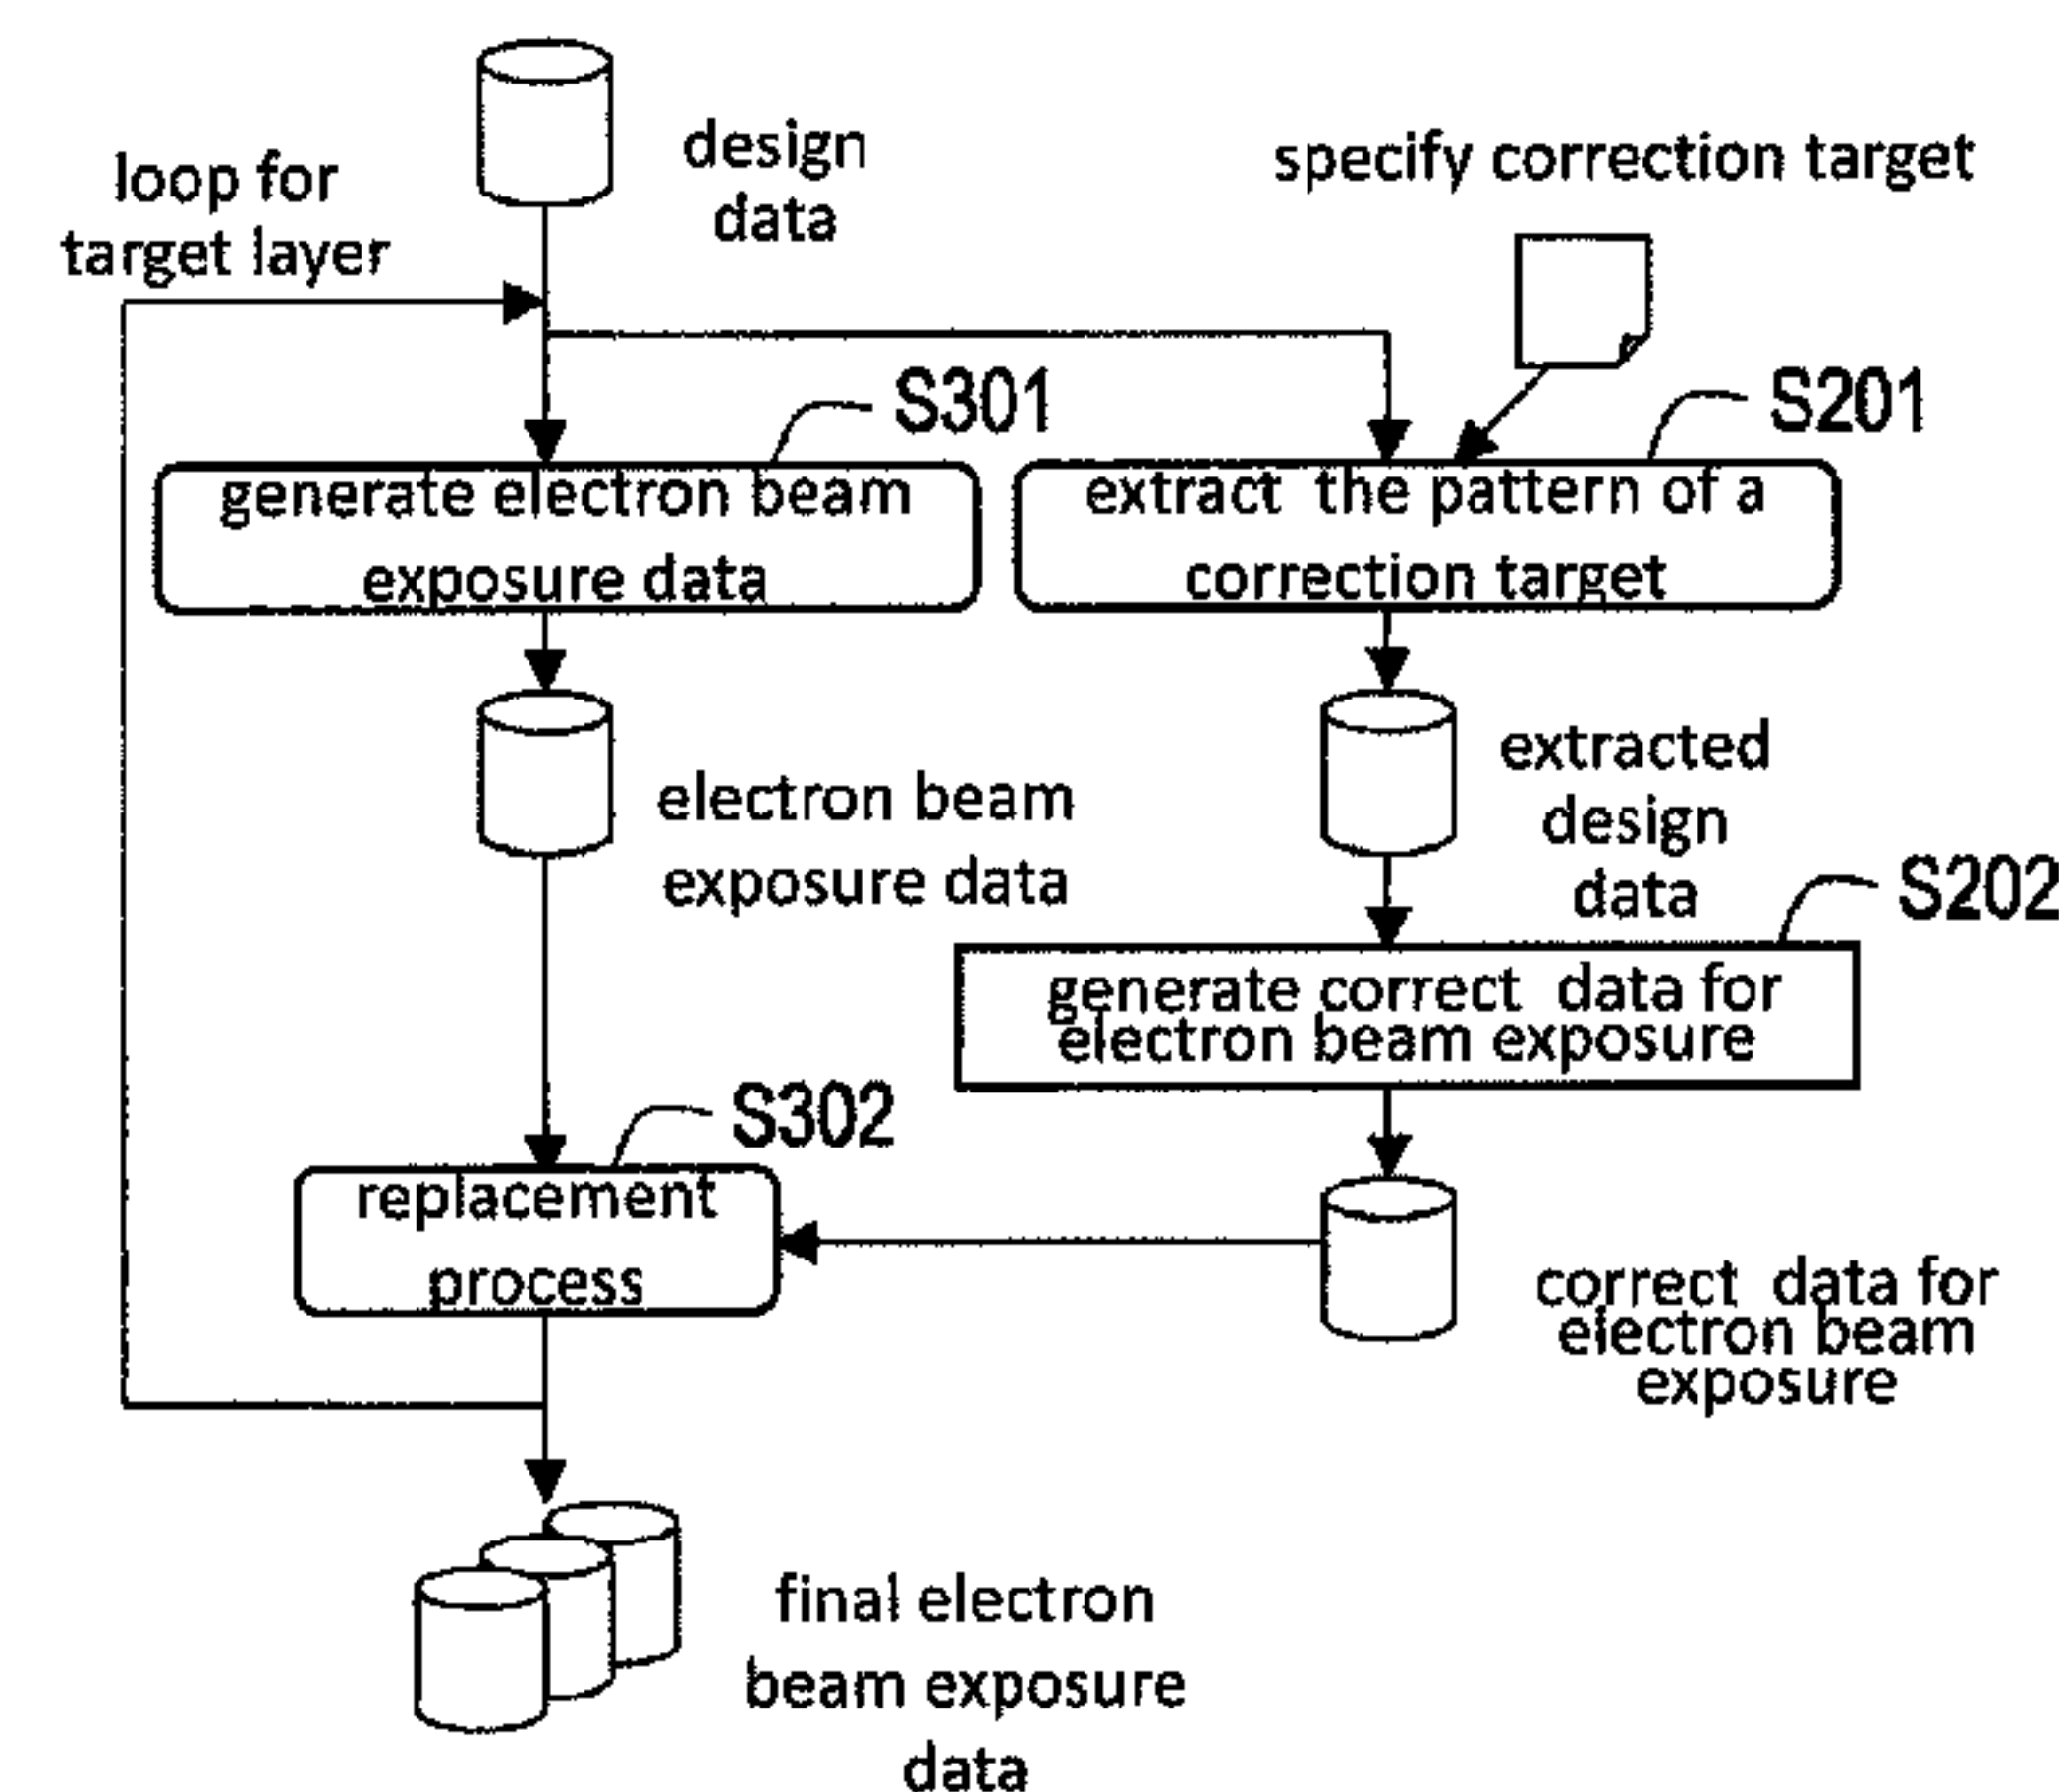 design
data
loop for
target layer
specify correction target
S301
S201
generate electron beam
exposure data
extract the pattern of a
correction target
electron beam
exposure data
extracted
design
data
S202
generate correct data for
electron beam exposure
S302
replacement
process
correct data for
electron beam
exposure
final electron
beam exposure
data